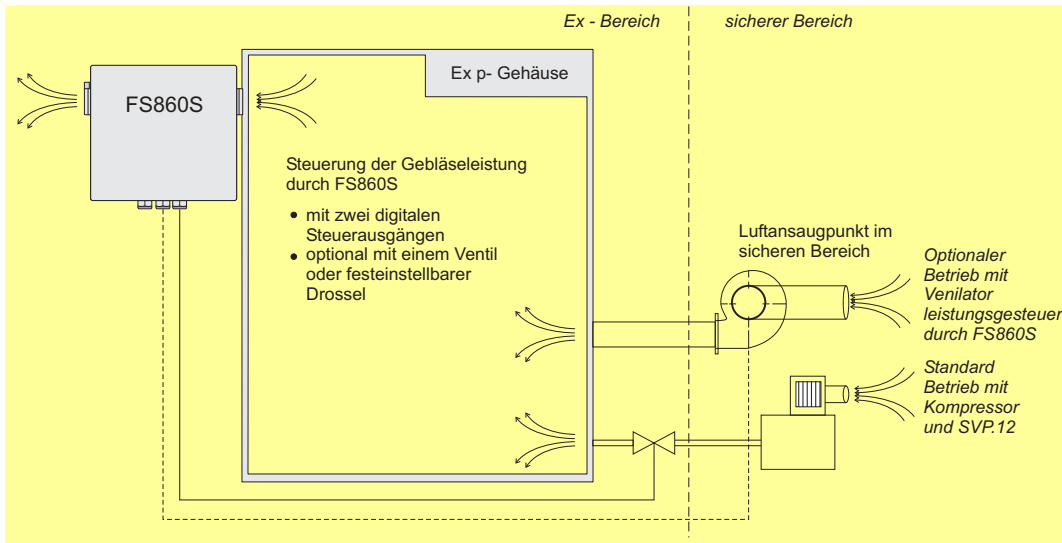 Ex - Bereich
sicherer Bereich
Ex p- Gehäuse
FS860S
Steuerung der Gebläseleistung
durch FS860S
• mit zwei digitalen
Steuerausgängen
• optional mit einem Ventil
oder festeinstellbarer
Drossel
Luftansaugpunkt im
sicheren Bereich
Optionaler
Betrieb mit
Venilator
leistungsgesteuer
durch FS860S
Standard
Betrieb mit
Kompressor
und SVP.12